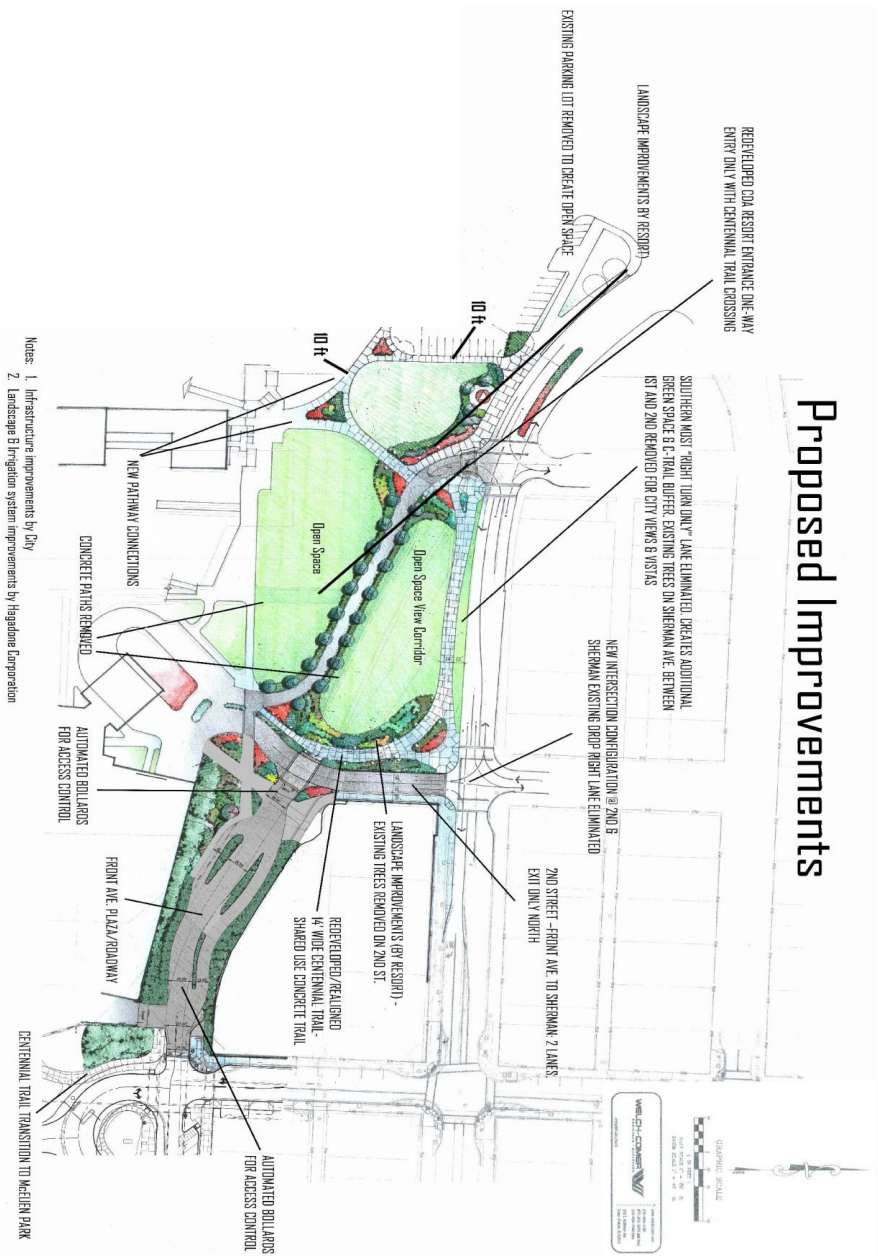 Proposed Improvements
REDEVELOPED CDA RESORT ENTRANCE ONE-WAY
ENTRY ONLY WITH CENTENNIAL TRAIL CROSSING
LANDSCAPE IMPROVEMENTS BY RESORT)
EXISTING PARKING LOT REMOVED TO CREATE OPEN SPACE
SOUTHERN MOST "RIGHT TURN ONLY" LANE ELIMINATED. CREATES ADDITIONAL
GREEN SPACE & C-TRAIL BUFFER. EXISTING TREES ON SHERMAN AVE. BETWEEN
1ST AND 2ND REMOVED FOR CITY VIEWS & VISTAS
NEW INTERSECTION CONFIGURATION @ 2ND &
SHERMAN EXISTING DROP RIGHT LANE ELIMINATED
2ND STREET -FRONT AVE. TO SHERMAN: 2 LANES:
EXIT ONLY NORTH
10 ft
10 ft
Open Space View Corridor
Open Space
LANDSCAPE IMPROVEMENTS (BY RESORT) -
EXISTING TREES REMOVED ON 2ND ST.
REDEVELOPED/REALIGNED
14' WIDE CENTENNIAL TRAIL-
SHARED USE CONCRETE TRAIL
NEW PATHWAY CONNECTIONS
CONCRETE PATHS REMOVED
AUTOMATED BOLLARDS
FOR ACCESS CONTROL
FRONT AVE. PLAZA/ROADWAY
AUTOMATED BOLLARDS
FOR ACCESS CONTROL
CENTENNIAL TRAIL TRANSITION TO McEUEN PARK
Notes: 1. Infrastructure Improvements by City
2. Landscape & Irrigation system improvements by Hagadone Corporation
GRAPHIC SCALE
WELCH-COMER